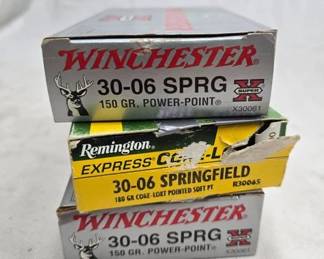 WINCHESTER
30-06 SPRG
150 GR. POWER-POINT®
SUPER X
X30061
Remington
EXPRESS CORE-L
30-06 SPRINGFIELD
180 GR CORE-LOKT POINTED SOFT PT
R30065
WINCHESTER
30-06 SPRG
150 GR. POWER-POINT®
X30061